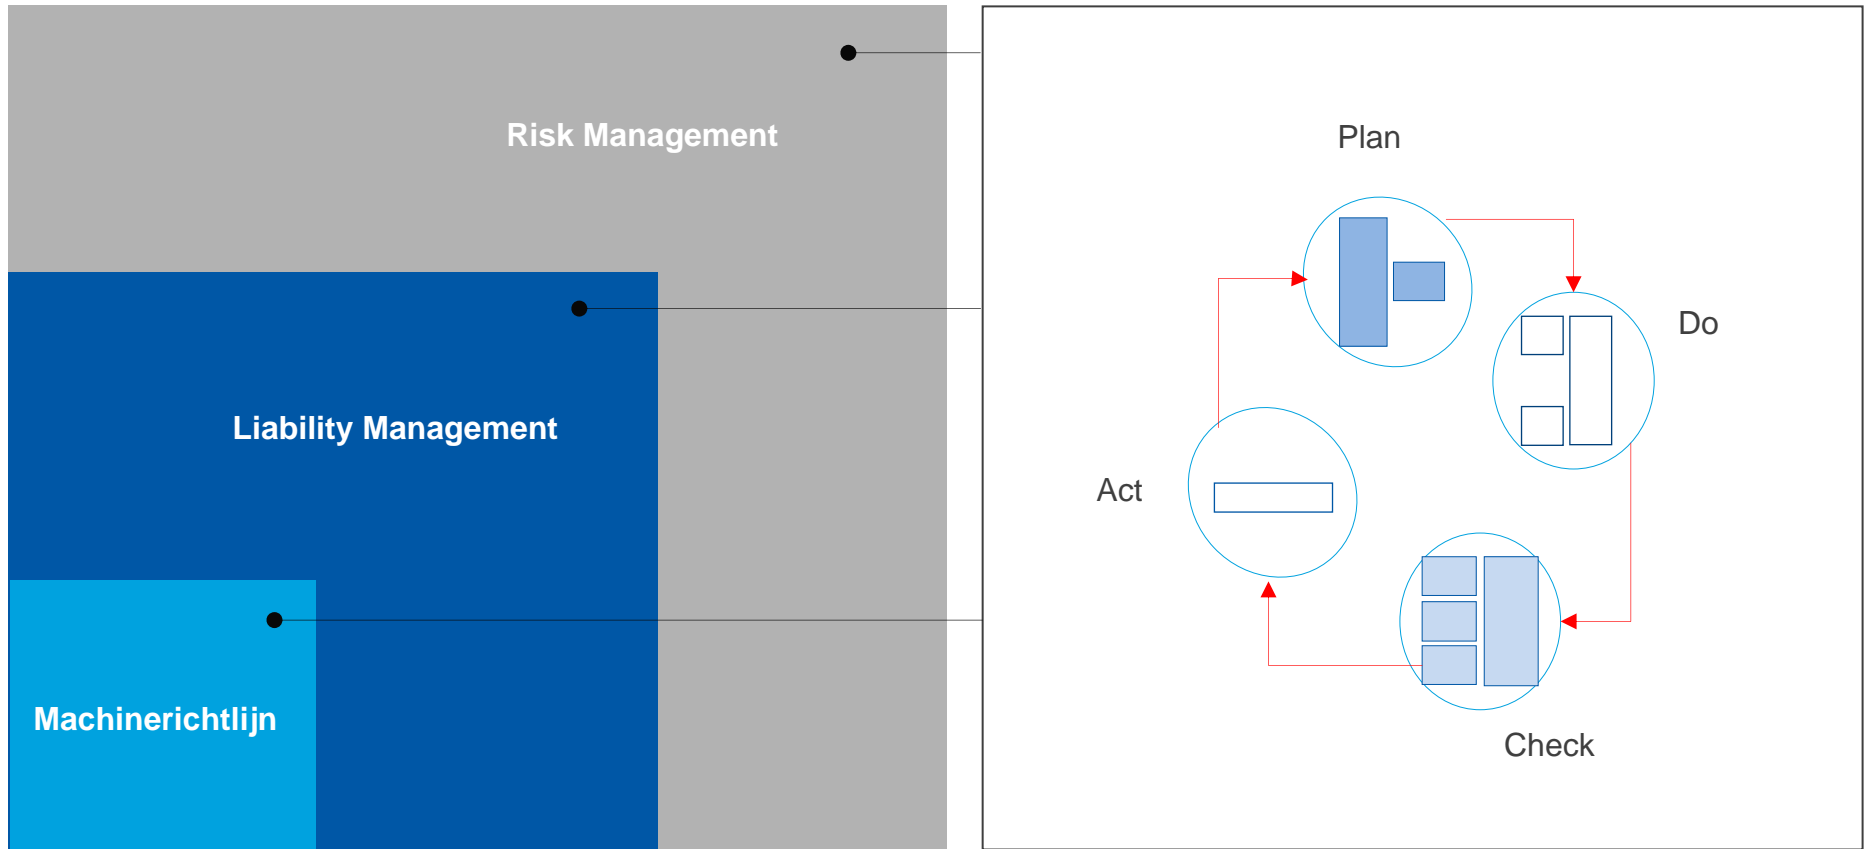 Risk Management
Liability Management
Machinerichtlijn
Plan
Do
Act
Check